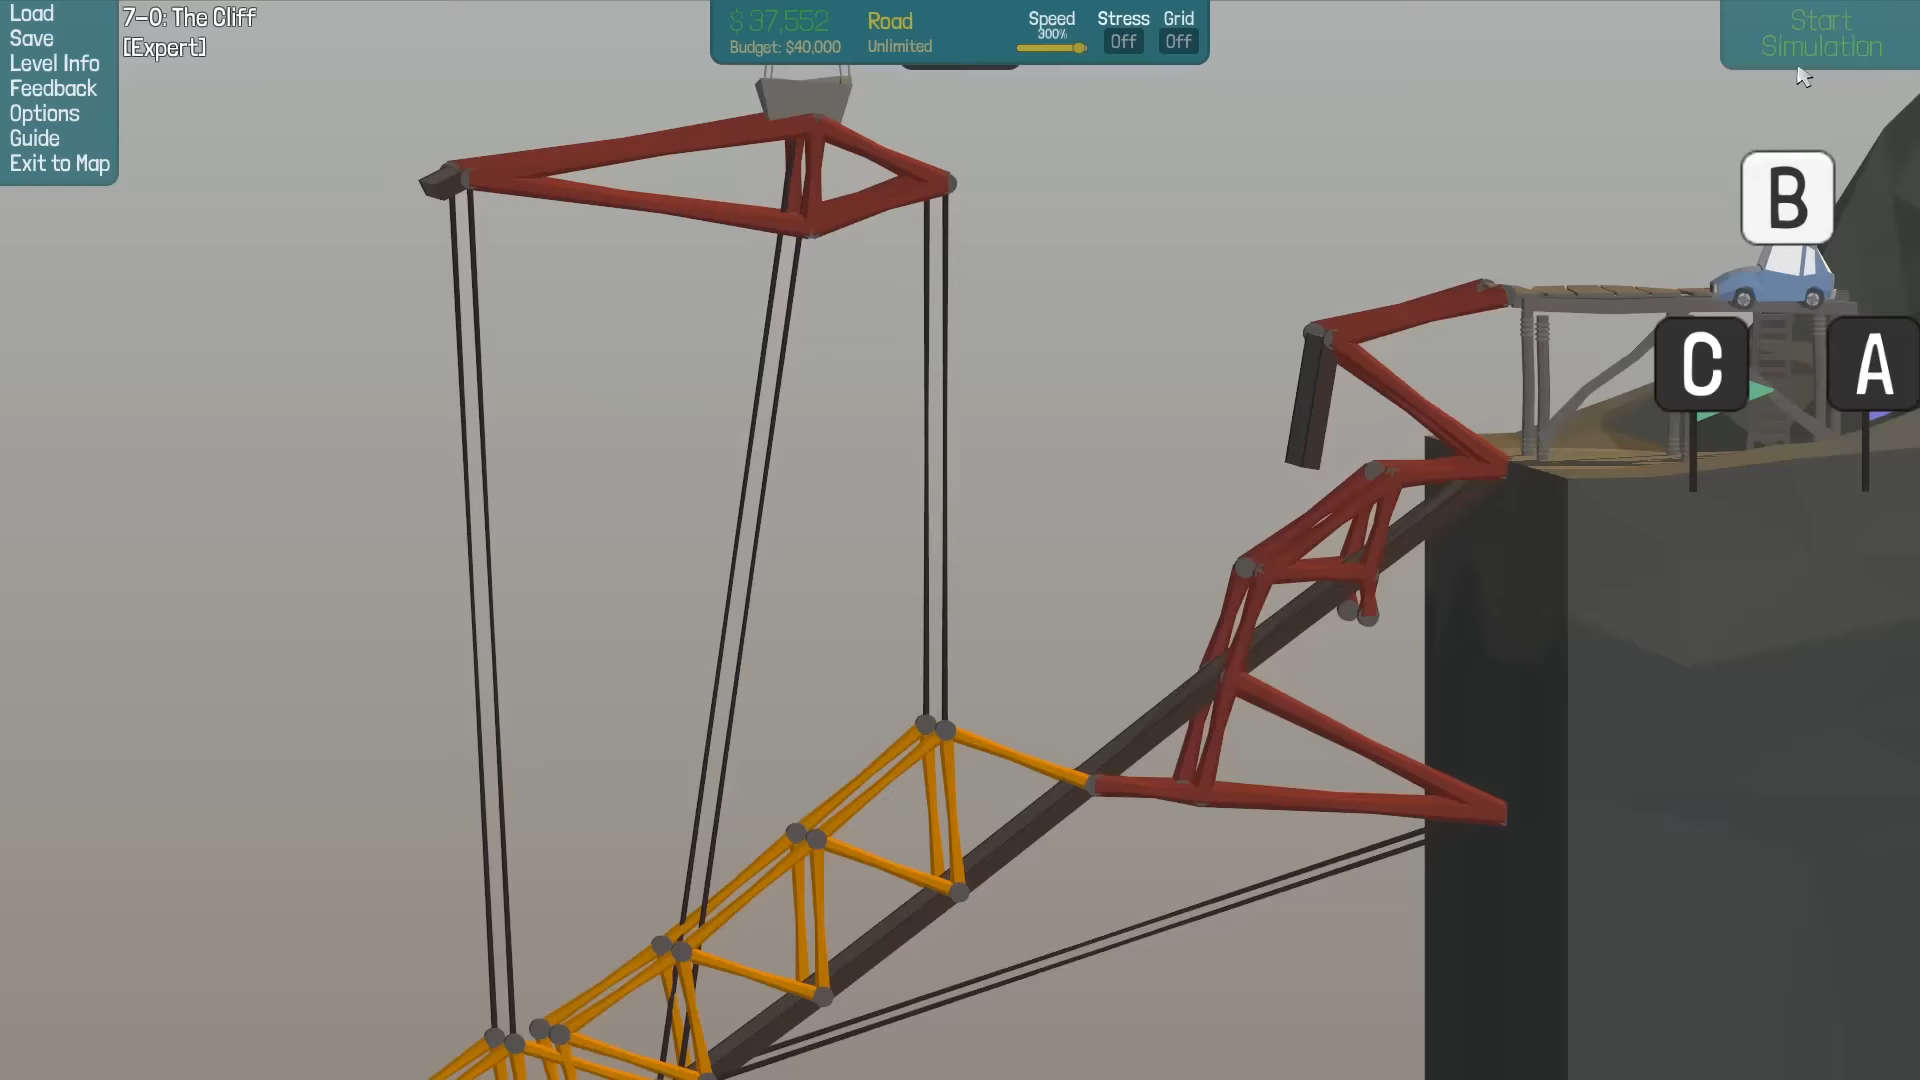 Load
Save
Level Info
Feedback
Options
Guide
Exit to Map
7-0: The Cliff
[Expert]
$ 37,552
Budget: $40,000
Road
Unlimited
Speed
300%
Stress
Off
Grid
Off
Start
Simulation
B
C
A